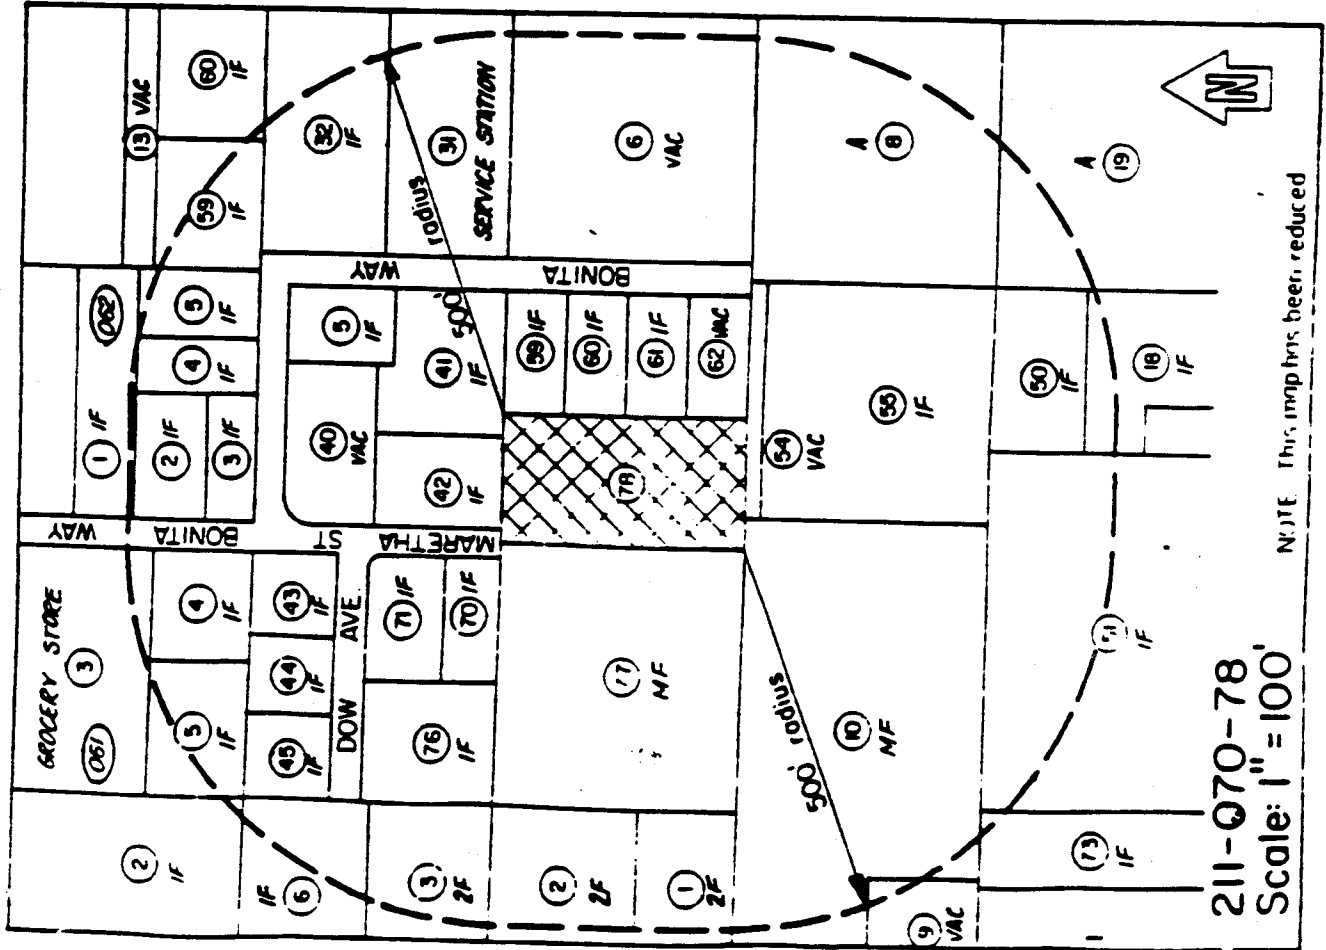 GROCERY STORE
3
061
2
IF
1 IF
062
13 VAC
60
IF
BONITA WAY
5
IF
4
IF
2 IF
3 IF
4
IF
5
IF
59
IF
6
IF
45
IF
44
IF
43
IF
MARETHA ST
DOW AVE.
40
VAC
5
IF
BONITA WAY
32
IF
3
2F
76
IF
71 IF
70 IF
42
IF
41
IF
500' radius
31
SERVICE STATION
2
2F
1
2F
77
MF
78
59 IF
60 IF
61 IF
62 VAC
6
VAC
54
VAC
500' radius
9
VAC
10
MF
55
IF
A
8
73
IF
51
IF
50
IF
18
IF
A
19
N
211-070-78
Scale: 1" = 100'
NOTE This map has been reduced